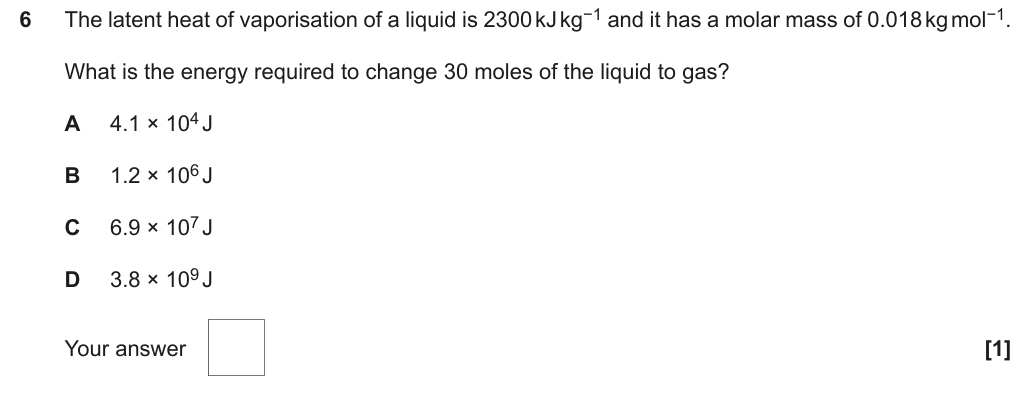 6 The latent heat of vaporisation of a liquid is 2300 kJ kg⁻¹ and it has a molar mass of 0.018 kg mol⁻¹.
What is the energy required to change 30 moles of the liquid to gas?
A 4.1 × 10⁴ J
B 1.2 × 10⁶ J
C 6.9 × 10⁷ J
D 3.8 × 10⁹ J
Your answer [1]